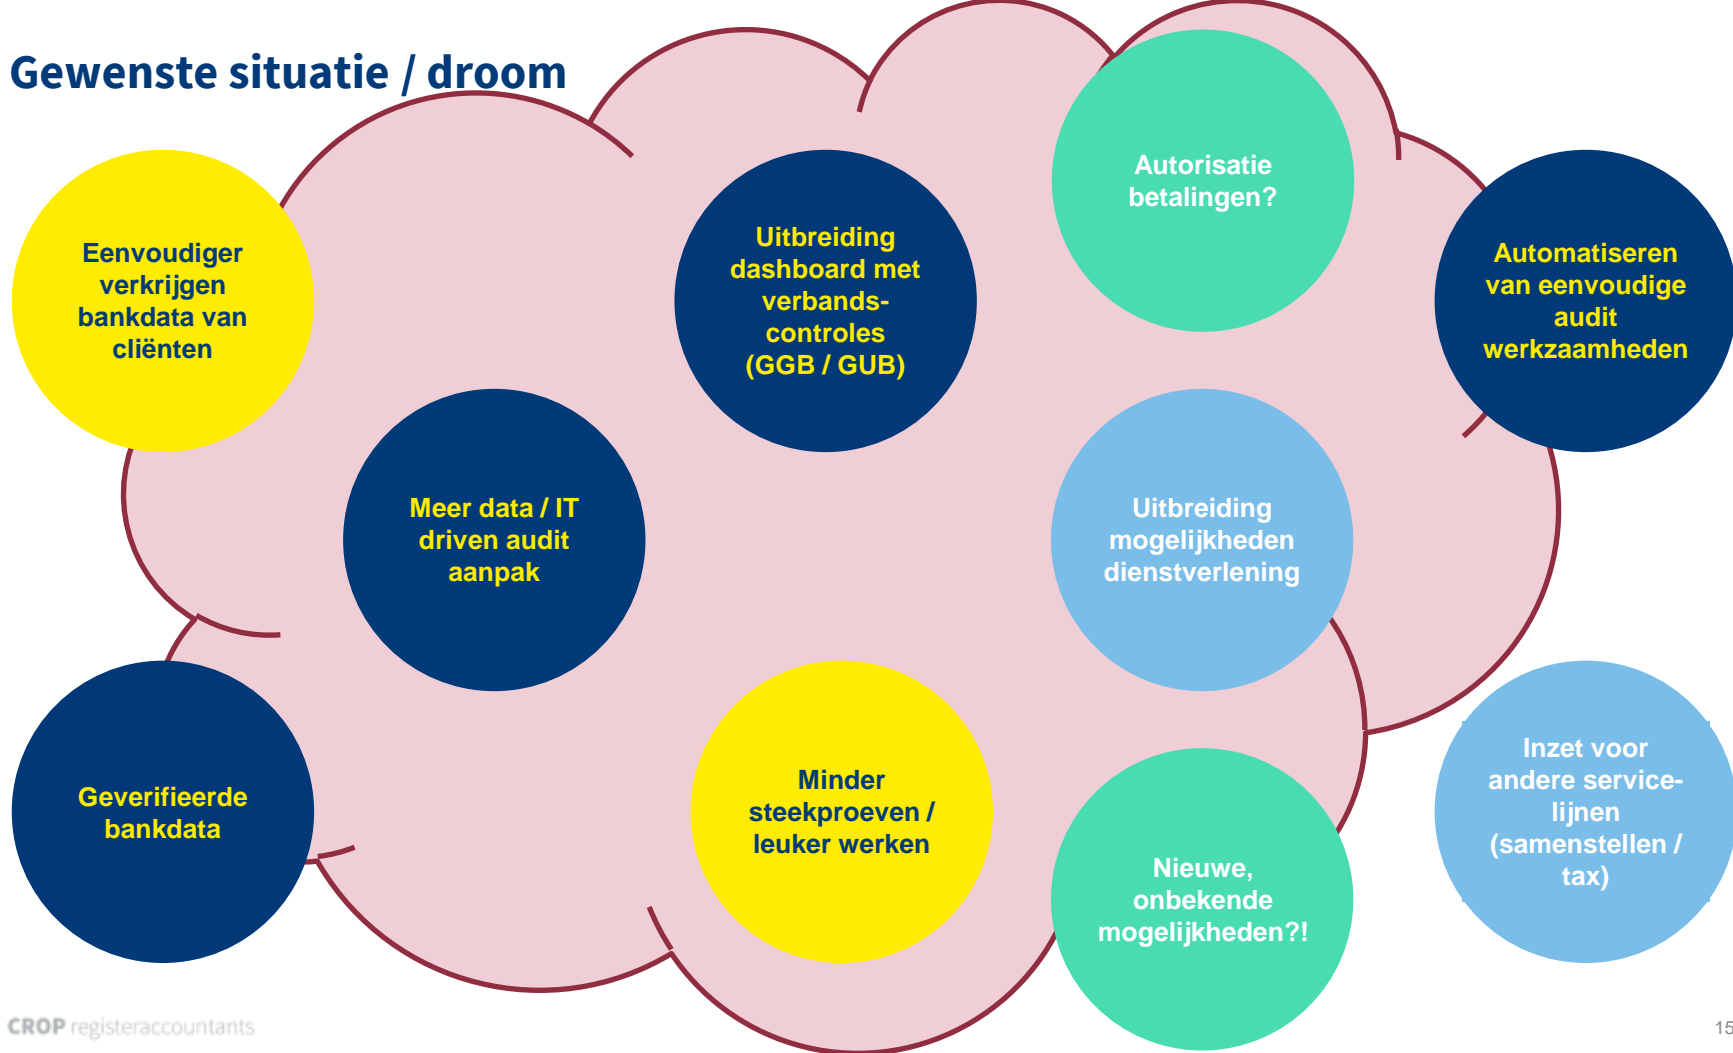 Gewenste situatie / droom
Eenvoudiger
verkrijgen
bankdata van
cliënten
Uitbreiding
dashboard met
verbands-
controles
(GGB / GUB)
Autorisatie
betalingen?
Automatiseren
van eenvoudige
audit
werkzaamheden
Meer data / IT
driven audit
aanpak
Uitbreiding
mogelijkheden
dienstverlening
Geverifieerde
bankdata
Minder
steekproeven /
leuker werken
Nieuwe,
onbekende
mogelijkheden?!
Inzet voor
andere service-
lijnen
(samenstellen /
tax)
CROP registeraccountants
15